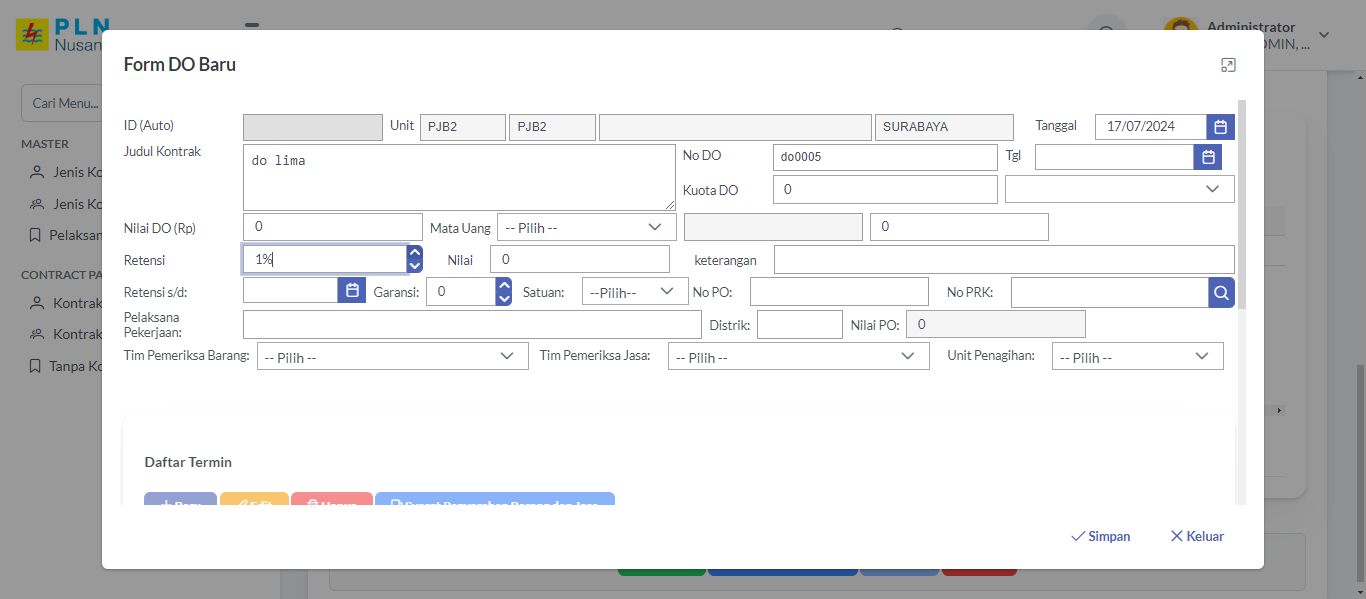 PLN
Nusan
Administrator
DMIN, ...
Form DO Baru
Cari Menu...
MASTER
Jenis Ko
Jenis Ko
Pelaksan
CONTRACT PA
Kontrak
Kontrak
Tanpa Ko
ID (Auto) Unit PJB2 PJB2 SURABAYA Tanggal 17/07/2024
Judul Kontrak do lima No DO do0005 Tgl
Kuota DO 0
Nilai DO (Rp) 0 Mata Uang -- Pilih -- 0
Retensi 1% Nilai 0 keterangan
Retensi s/d: Garansi: 0 Satuan: --Pilih-- No PO: No PRK:
Pelaksana
Pekerjaan: Distrik: Nilai PO: 0
Tim Pemeriksa Barang: -- Pilih -- Tim Pemeriksa Jasa: -- Pilih -- Unit Penagihan: -- Pilih --
Daftar Termin
Simpan Keluar